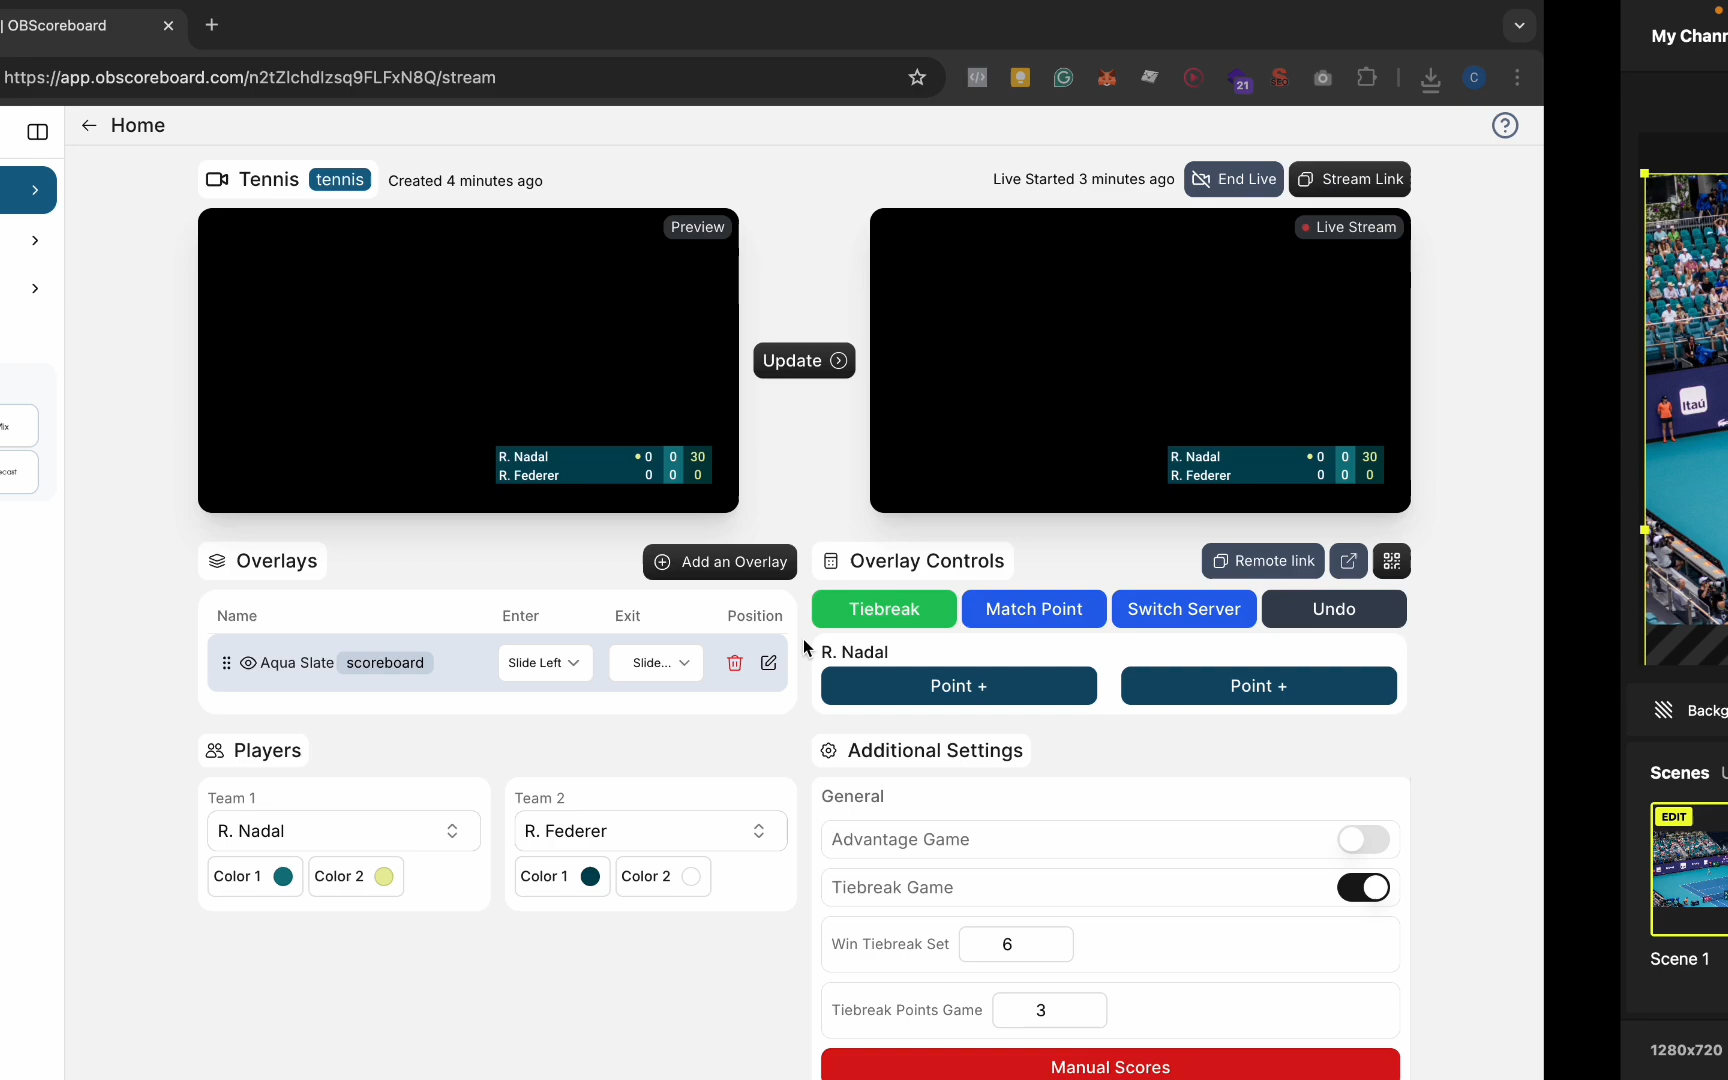 | OBScoreboard
https://app.obscoreboard.com/n2tZlchdlzsq9FLFxN8Q/stream
21
SEO
C
My Chann
Home
Tennis
tennis
Created 4 minutes ago
Live Started 3 minutes ago
End Live
Stream Link
Preview
Live Stream
Update
R. Nadal 0 0 30
R. Federer 0 0 0
R. Nadal 0 0 30
R. Federer 0 0 0
Itaú
Overlays
Add an Overlay
Name Enter Exit Position
Aqua Slate scoreboard Slide Left Slide...
Overlay Controls
Remote link
Tiebreak
Match Point
Switch Server
Undo
R. Nadal
Point +
Point +
Players
Team 1
R. Nadal
Color 1
Color 2
Team 2
R. Federer
Color 1
Color 2
Additional Settings
General
Advantage Game
Tiebreak Game
Win Tiebreak Set 6
Tiebreak Points Game 3
Manual Scores
Backg
Scenes
EDIT
Scene 1
1280x720